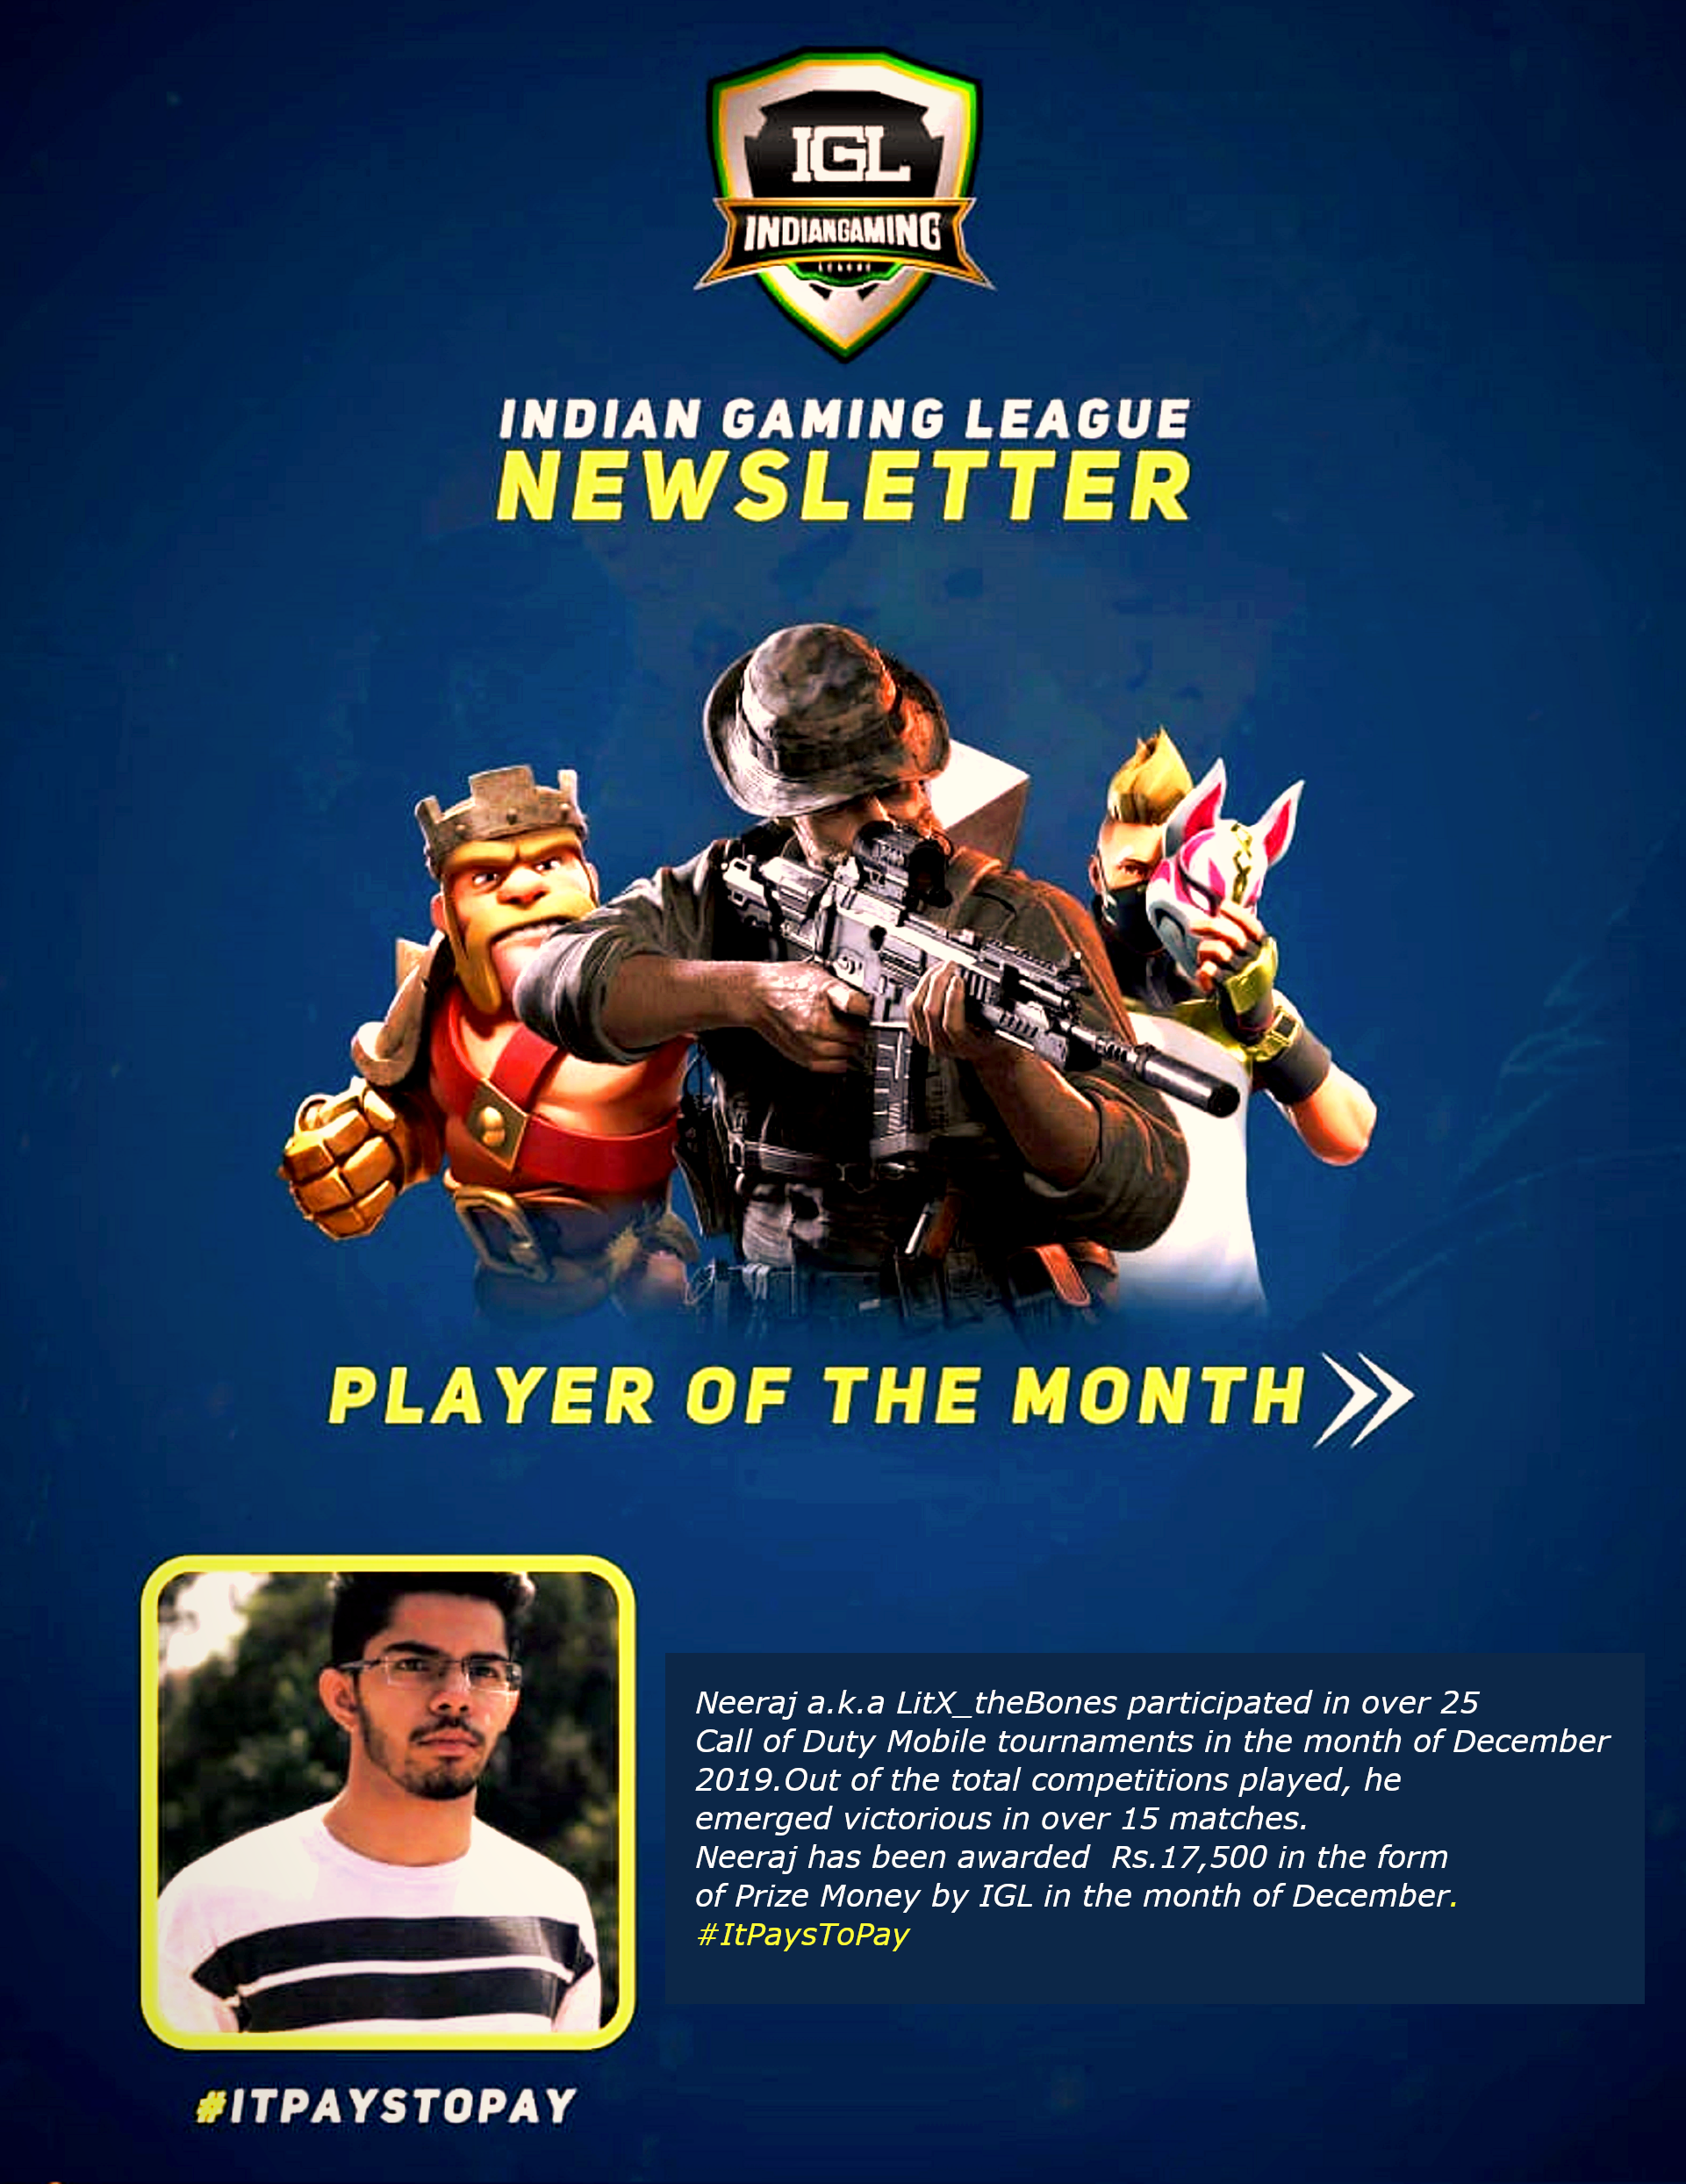 IGL
INDIANGAMING
LEAGUE
INDIAN GAMING LEAGUE
NEWSLETTER
PLAYER OF THE MONTH
Neeraj a.k.a LitX_theBones participated in over 25
Call of Duty Mobile tournaments in the month of December
2019.Out of the total competitions played, he
emerged victorious in over 15 matches.
Neeraj has been awarded  Rs.17,500 in the form
of Prize Money by IGL in the month of December.
#ItPaysToPay
#ITPAYSTOPAY